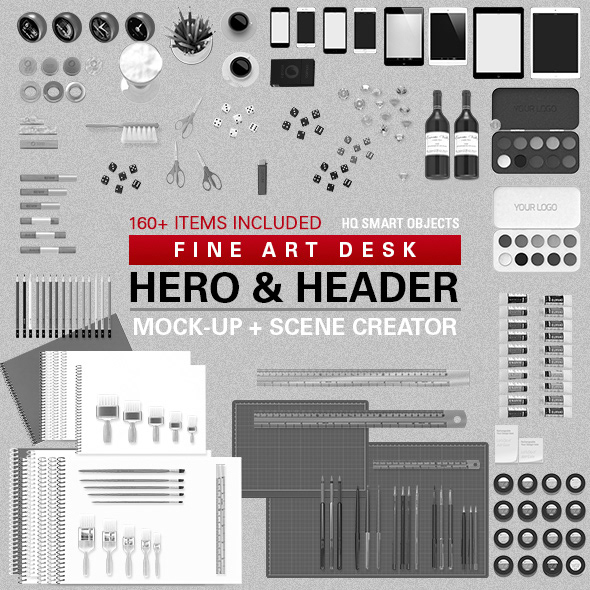 YOUR LOGO
YOUR LOGO
160+ ITEMS INCLUDED
HQ SMART OBJECTS
FINE ART DESK
HERO & HEADER
MOCK-UP + SCENE CREATOR